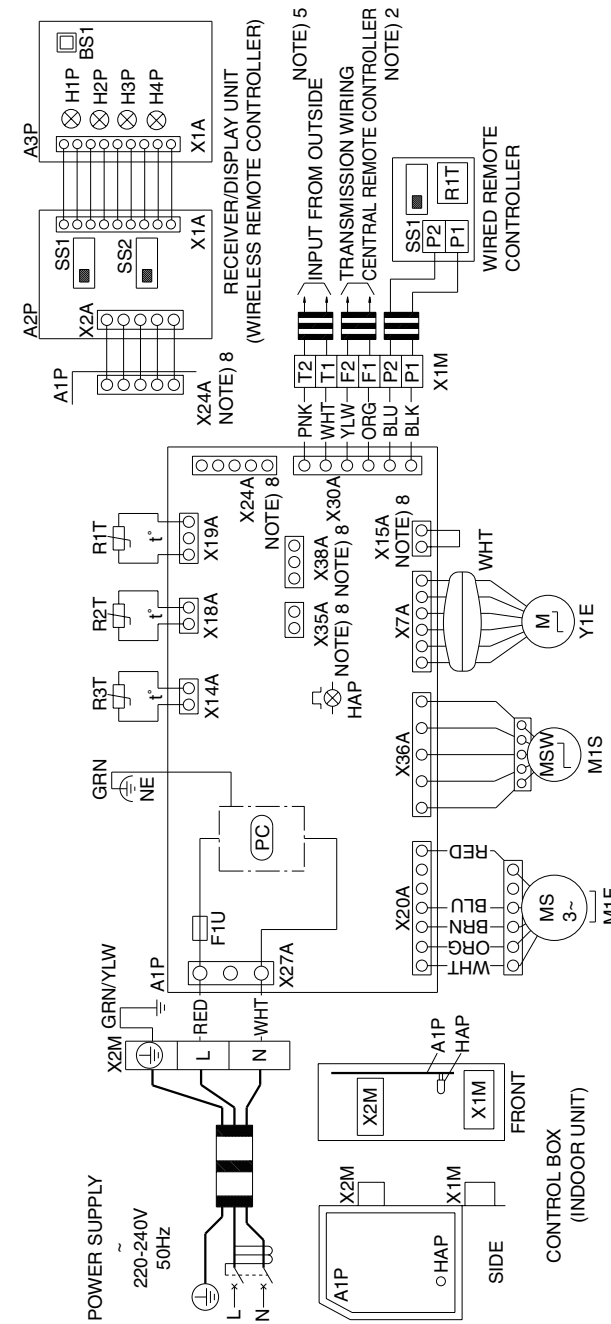 POWER SUPPLY
~
220-240V
50Hz
L
N
X2M
L
N
GRN/YLW
A1P
RED
WHT
X27A
F1U
PC
GRN
NE
R3T
t°
X14A
R2T
t°
X18A
R1T
t°
X19A
HAP
X35A
NOTE) 8
X38A
NOTE) 8
X24A
NOTE) 8
X30A
X15A
NOTE) 8
X20A
WHT
ORG
BRN
BLU
RED
MS
3~
M1F
X36A
MSW
M1S
X7A
WHT
M
Y1E
PNK
WHT
YLW
ORG
BLU
BLK
T2
T1
F2
F1
P2
P1
X1M
INPUT FROM OUTSIDE
NOTE) 5
TRANSMISSION WIRING
CENTRAL REMOTE CONTROLLER
NOTE) 2
SS1
P2
P1
R1T
WIRED REMOTE
CONTROLLER
A1P
X24A
NOTE) 8
A2P
X2A
SS1
SS2
X1A
A3P
X1A
H1P
H2P
H3P
H4P
BS1
RECEIVER/DISPLAY UNIT
(WIRELESS REMOTE CONTROLLER)
A1P
HAP
X2M
X1M
SIDE
X2M
X1M
A1P
HAP
FRONT
CONTROL BOX
(INDOOR UNIT)